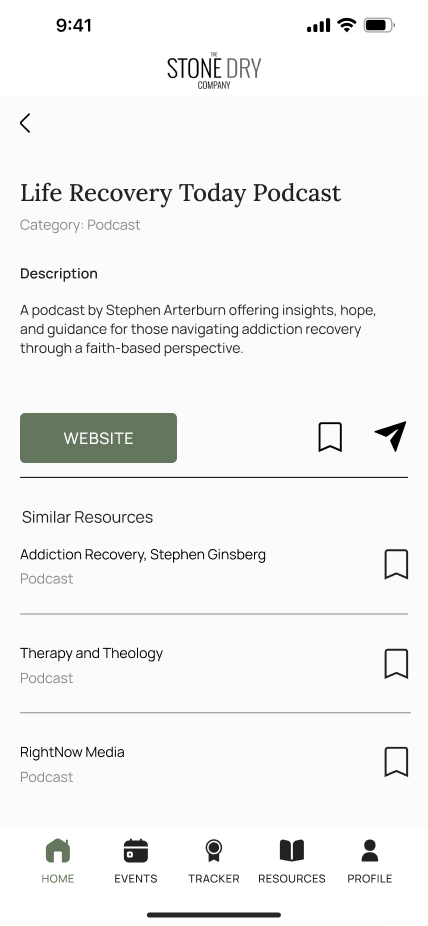 9:41
THE
STONE DRY
COMPANY
Life Recovery Today Podcast
Category: Podcast
Description
A podcast by Stephen Arterburn offering insights, hope,
and guidance for those navigating addiction recovery
through a faith-based perspective.
WEBSITE
Similar Resources
Addiction Recovery, Stephen Ginsberg
Podcast
Therapy and Theology
Podcast
RightNow Media
Podcast
HOME EVENTS TRACKER RESOURCES PROFILE